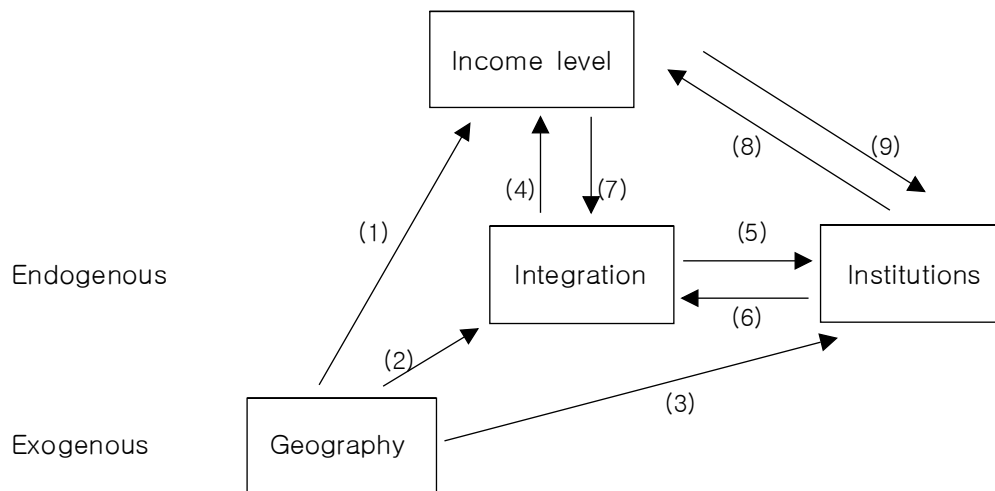 Income level
(8)
(9)
(4)
(7)
(1)
(5)
Endogenous
Integration
Institutions
(6)
(2)
(3)
Exogenous
Geography